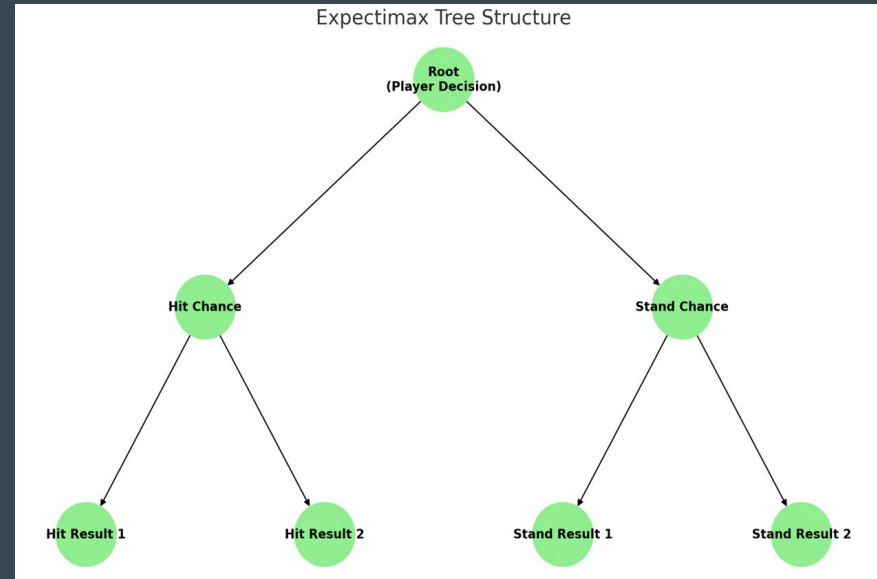 Expectimax Tree Structure
Root
(Player Decision)
Hit Chance
Stand Chance
Hit Result 1
Hit Result 2
Stand Result 1
Stand Result 2